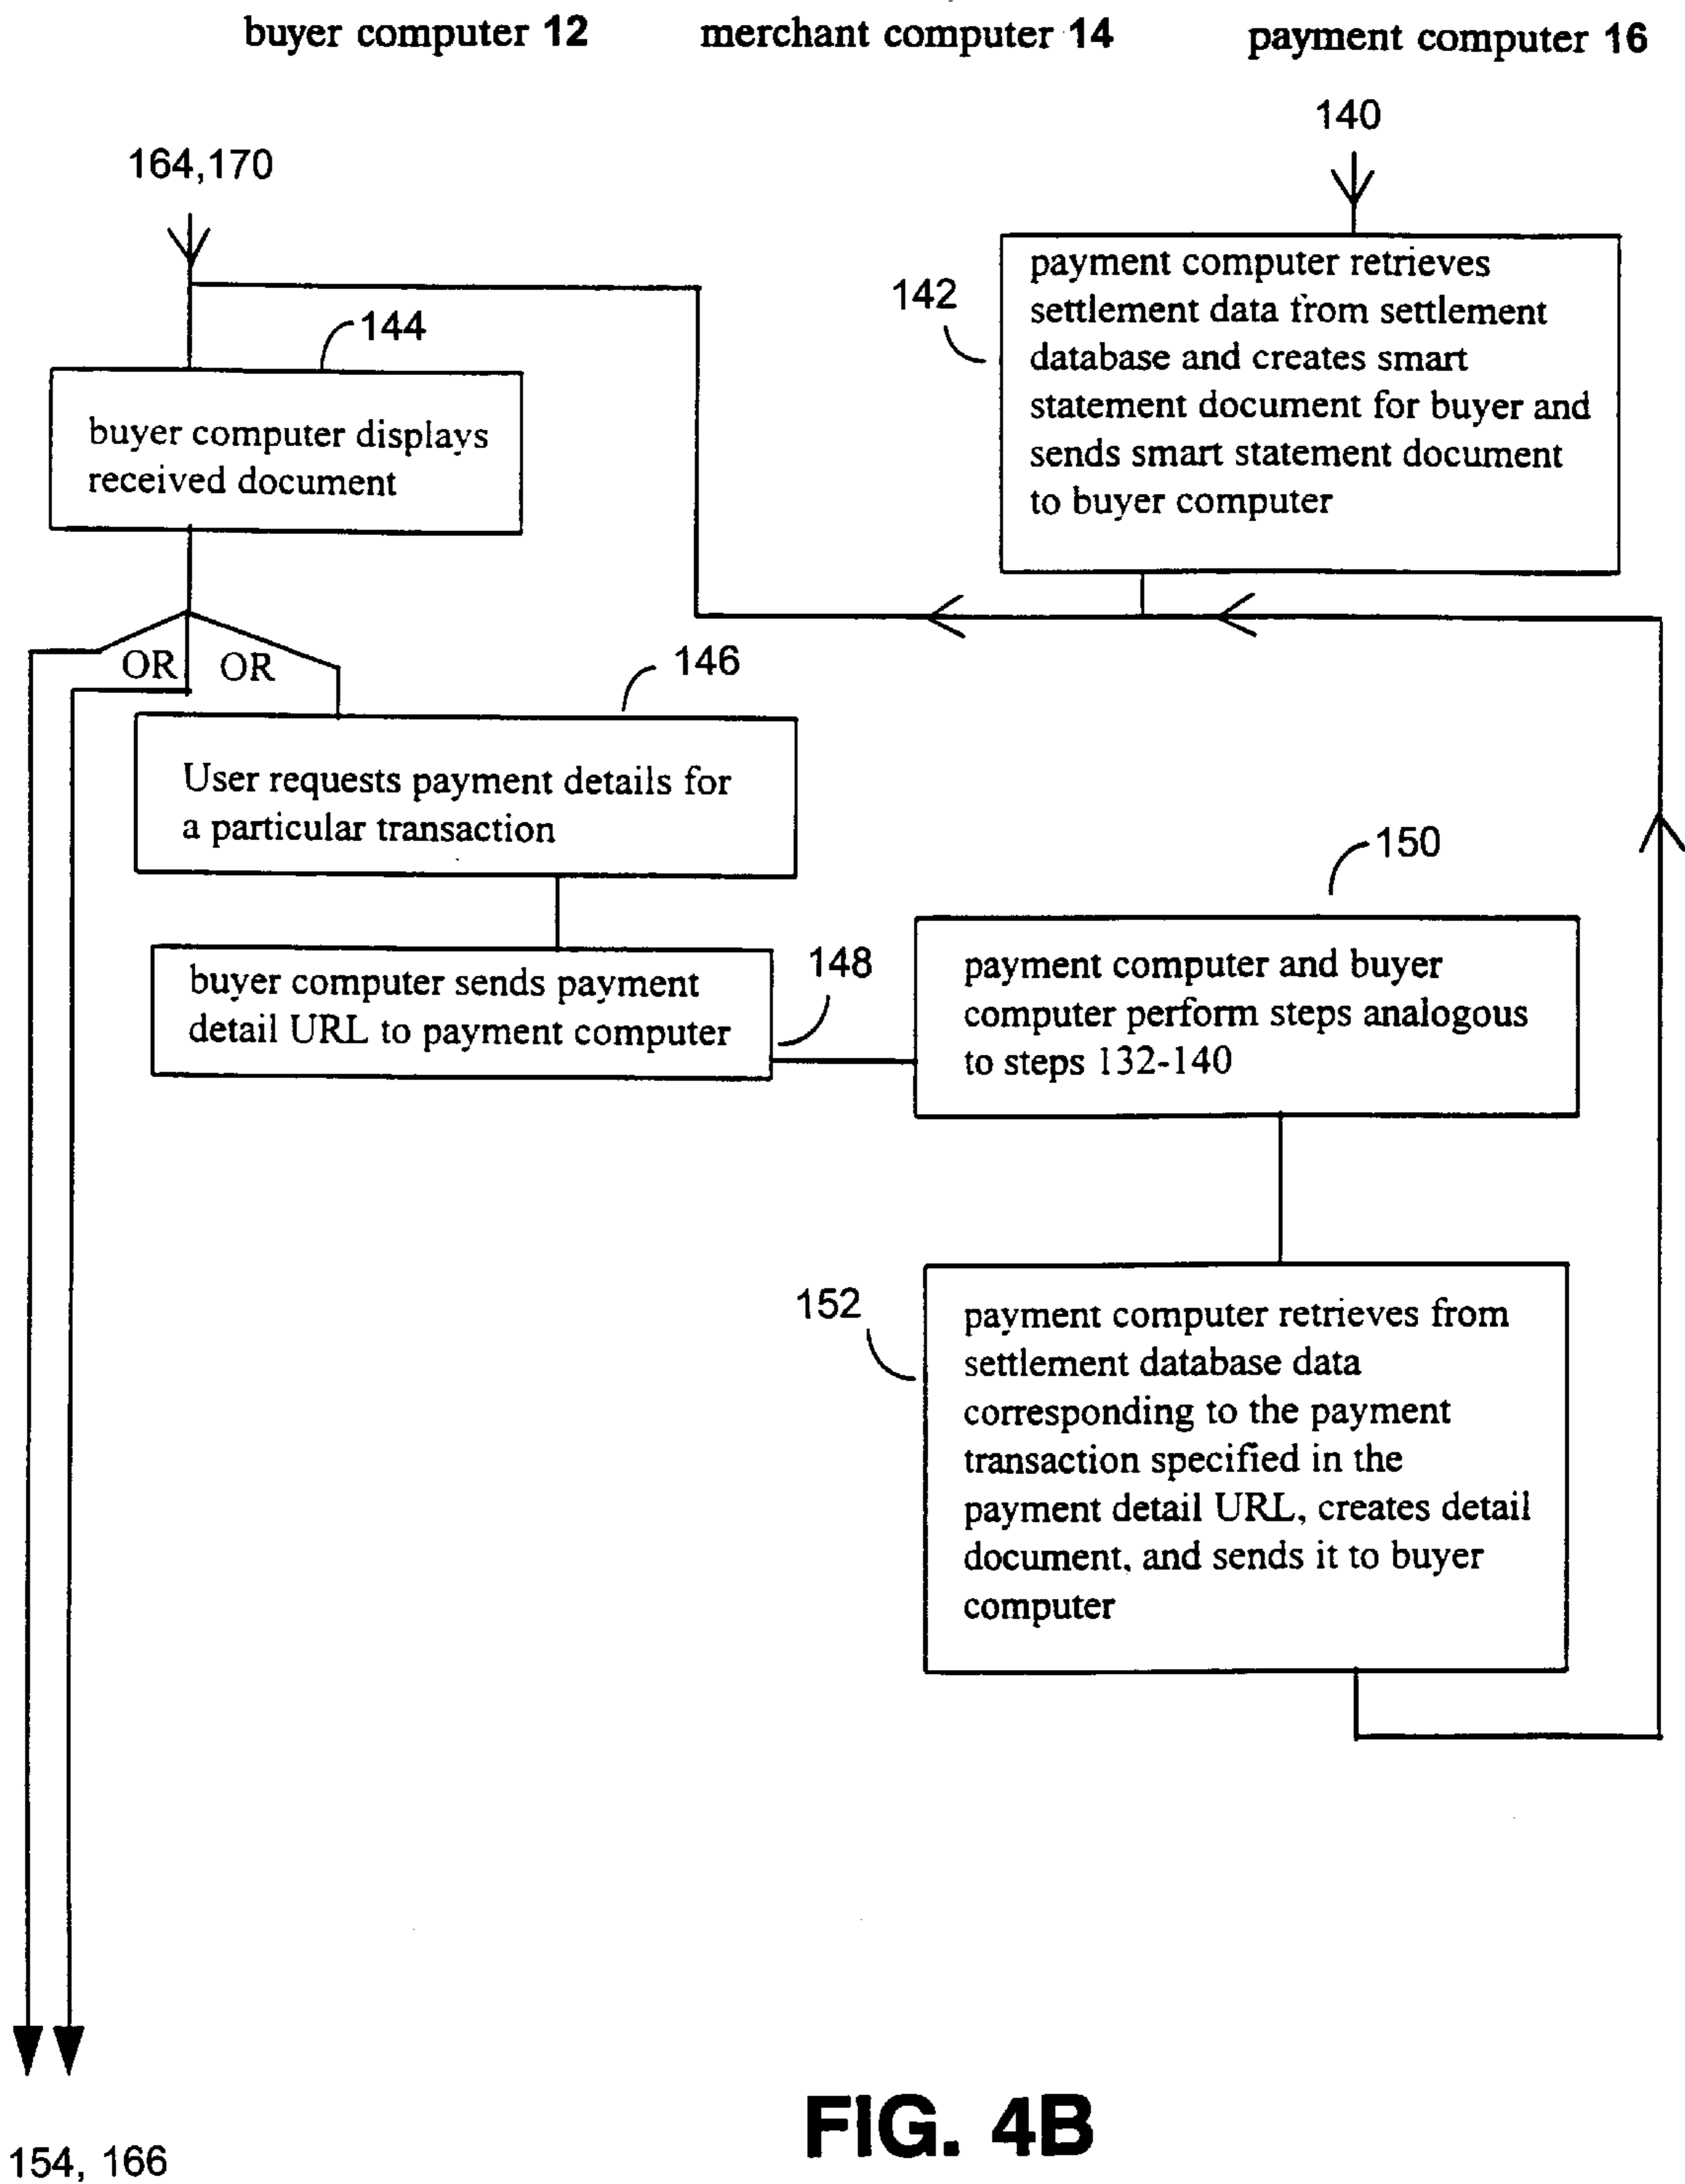 buyer computer 12 merchant computer 14 payment computer 16
140
164,170
142
payment computer retrieves
settlement data from settlement
database and creates smart
statement document for buyer and
sends smart statement document
to buyer computer
144
buyer computer displays
received document
OR OR
146
User requests payment details for
a particular transaction
148
buyer computer sends payment
detail URL to payment computer
150
payment computer and buyer
computer perform steps analogous
to steps 132-140
152
payment computer retrieves from
settlement database data
corresponding to the payment
transaction specified in the
payment detail URL, creates detail
document, and sends it to buyer
computer
154, 166
FIG. 4B